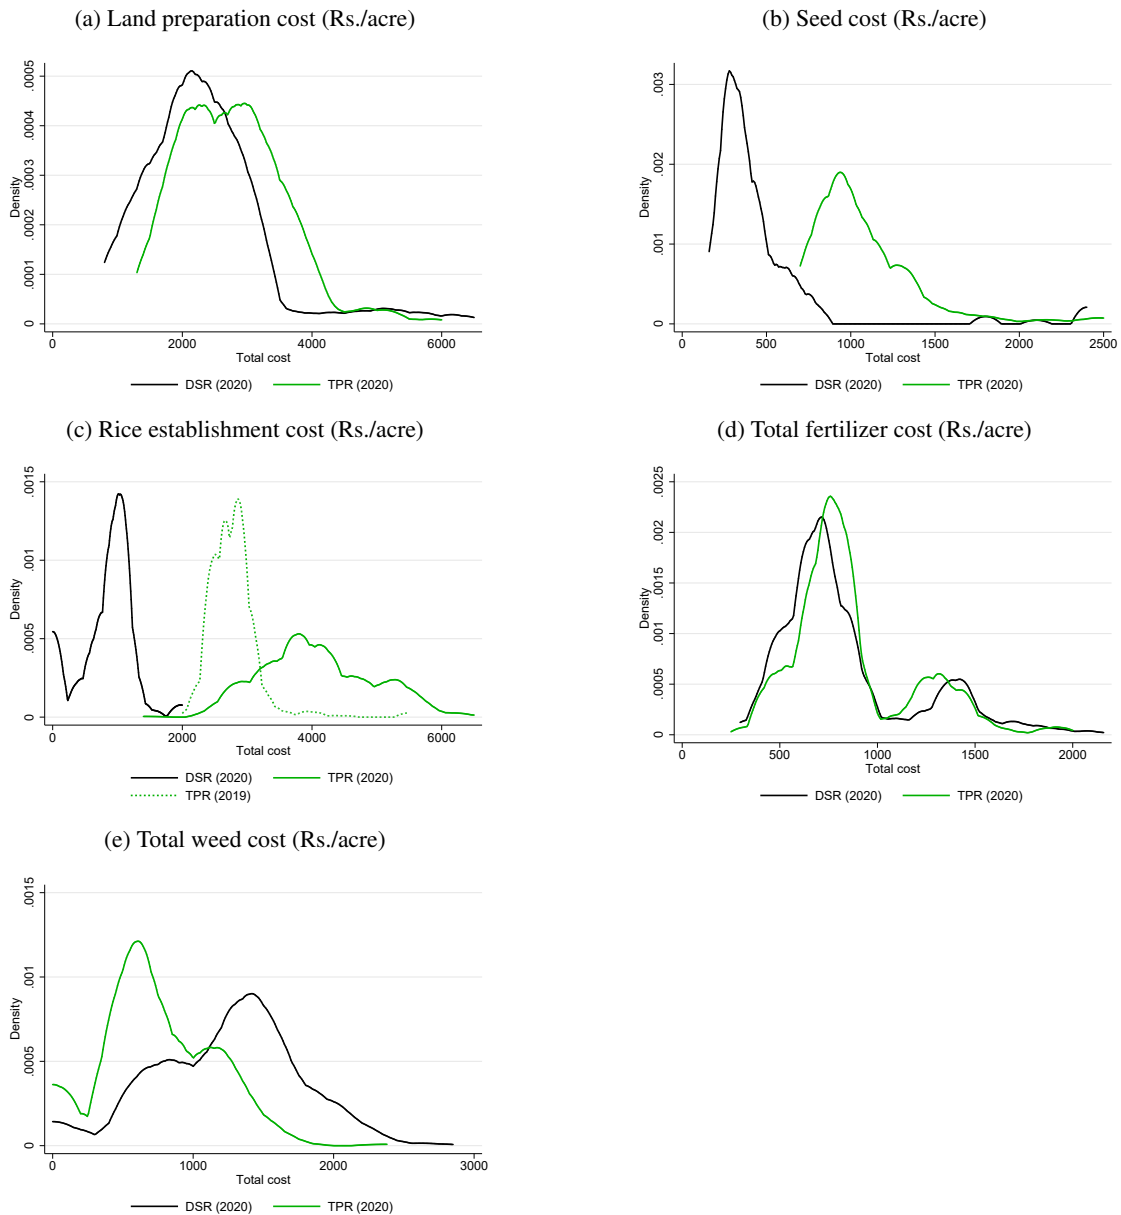 (a) Land preparation cost (Rs./acre)
Density
0 .0001 .0002 .0003 .0004 .0005
0 2000 4000 6000
Total cost
DSR (2020) TPR (2020)
(b) Seed cost (Rs./acre)
Density
0 .001 .002 .003
0 500 1000 1500 2000 2500
Total cost
DSR (2020) TPR (2020)
(c) Rice establishment cost (Rs./acre)
Density
0 .0005 .001 .0015
0 2000 4000 6000
Total cost
DSR (2020) TPR (2020)
TPR (2019)
(d) Total fertilizer cost (Rs./acre)
Density
0 .0005 .001 .0015 .002 .0025
0 500 1000 1500 2000
Total cost
DSR (2020) TPR (2020)
(e) Total weed cost (Rs./acre)
Density
0 .0005 .001 .0015
0 1000 2000 3000
Total cost
DSR (2020) TPR (2020)